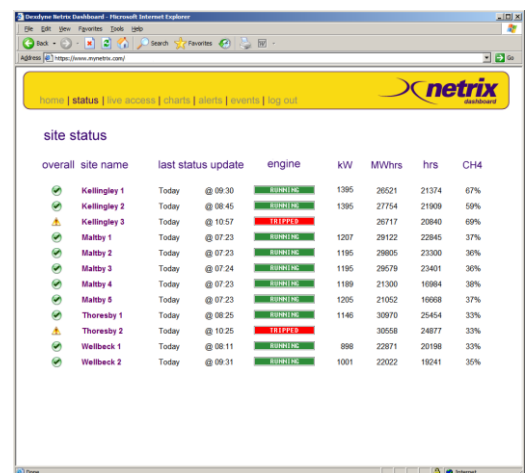 Dexdyne Netrix Dashboard - Microsoft Internet Explorer
File Edit View Favorites Tools Help
Back Search Favorites
Address https://www.mynetrix.com/ Go
netrix
dashboard
home | status | live access | charts | alerts | events | log out
site status
overall site name last status update engine kW MWhrs hrs CH4
Kellingley 1 Today @ 09:30 RUNNING 1395 26521 21374 67%
Kellingley 2 Today @ 08:45 RUNNING 1395 27754 21909 59%
Kellingley 3 Today @ 10:57 TRIPPED 26717 20840 69%
Maltby 1 Today @ 07:23 RUNNING 1207 29122 22845 37%
Maltby 2 Today @ 07:23 RUNNING 1195 29805 23300 36%
Maltby 3 Today @ 07:24 RUNNING 1195 29579 23401 36%
Maltby 4 Today @ 07:23 RUNNING 1189 21300 16984 38%
Maltby 5 Today @ 07:23 RUNNING 1205 21052 16668 37%
Thoresby 1 Today @ 08:25 RUNNING 1146 30970 25454 33%
Thoresby 2 Today @ 10:25 TRIPPED 30558 24877 33%
Wellbeck 1 Today @ 08:11 RUNNING 898 22871 20198 33%
Wellbeck 2 Today @ 09:31 RUNNING 1001 22022 19241 35%
Done Internet